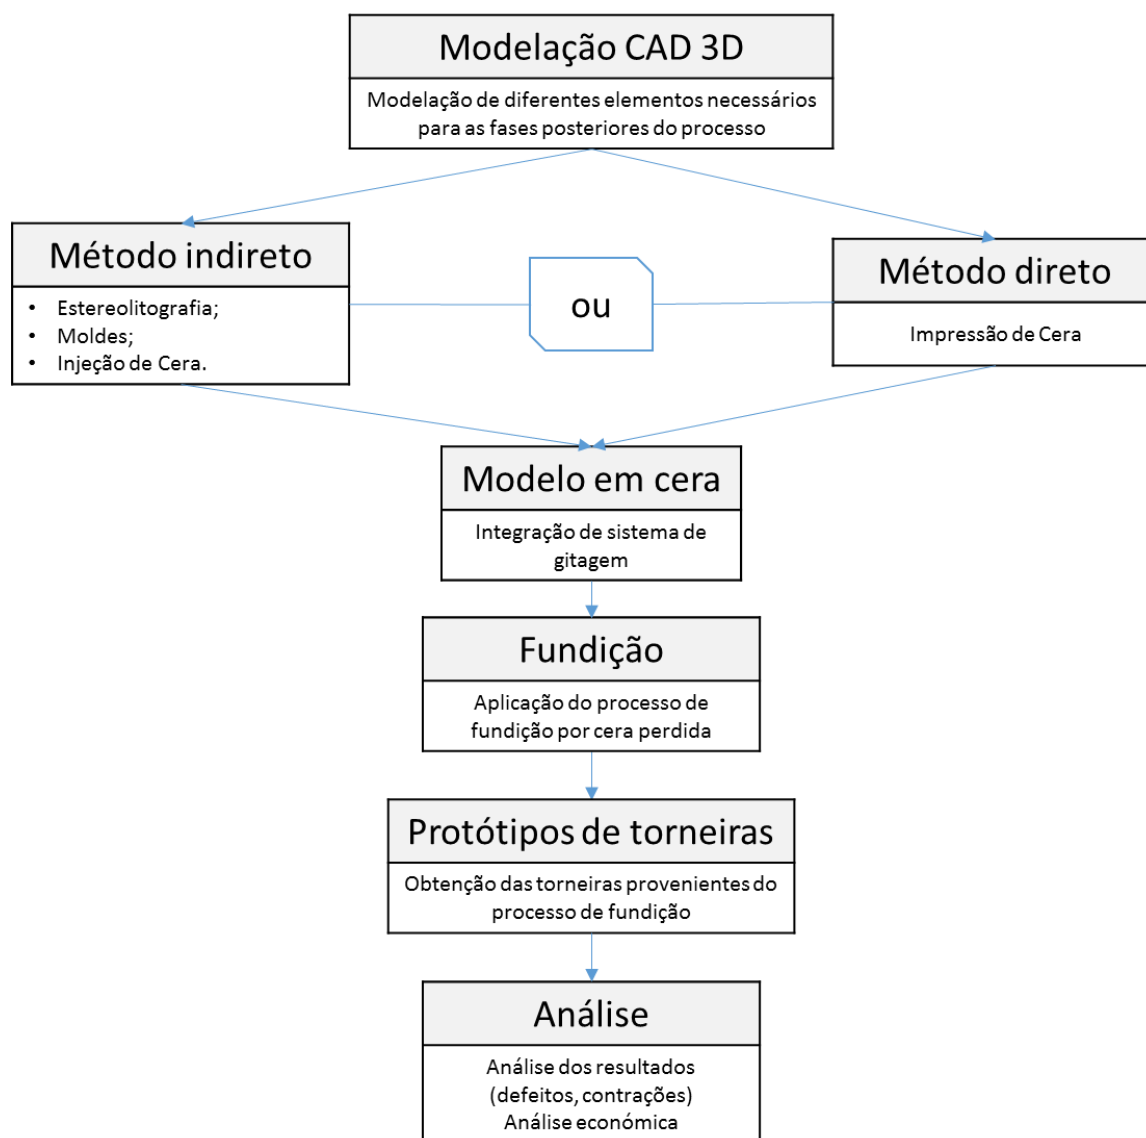 Modelação CAD 3D
Modelação de diferentes elementos necessários
para as fases posteriores do processo
Método indireto
• Estereolitografia;
• Moldes;
• Injeção de Cera.
ou
Método direto
Impressão de Cera
Modelo em cera
Integração de sistema de
gitagem
Fundição
Aplicação do processo de
fundição por cera perdida
Protótipos de torneiras
Obtenção das torneiras provenientes do
processo de fundição
Análise
Análise dos resultados
(defeitos, contrações)
Análise económica